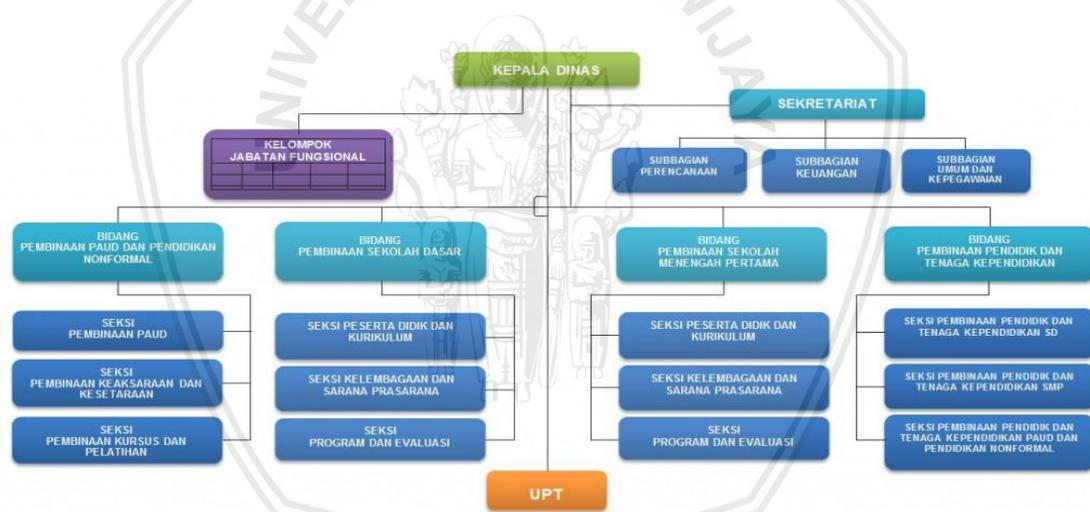 KEPALA DINAS
SEKRETARIAT
KELOMPOK
JABATAN FUNGSIONAL
SUBBAGIAN
PERENCANAAN
SUBBAGIAN
KEUANGAN
SUBBAGIAN
UMUM DAN
KEPEGAWAIAN
BIDANG
PEMBINAAN PAUD DAN PENDIDIKAN
NONFORMAL
BIDANG
PEMBINAAN SEKOLAH DASAR
BIDANG
PEMBINAAN SEKOLAH
MENENGAH PERTAMA
BIDANG
PEMBINAAN PENDIDIK DAN
TENAGA KEPENDIDIKAN
SEKSI
PEMBINAAN PAUD
SEKSI
PEMBINAAN KEAKSARAAN DAN
KESETARAAN
SEKSI
PEMBINAAN KURSUS DAN
PELATIHAN
SEKSI PESERTA DIDIK DAN
KURIKULUM
SEKSI KELEMBAGAAN DAN
SARANA PRASARANA
SEKSI
PROGRAM DAN EVALUASI
SEKSI PESERTA DIDIK DAN
KURIKULUM
SEKSI KELEMBAGAAN DAN
SARANA PRASARANA
SEKSI
PROGRAM DAN EVALUASI
SEKSI PEMBINAAN PENDIDIK DAN
TENAGA KEPENDIDIKAN SD
SEKSI PEMBINAAN PENDIDIK DAN
TENAGA KEPENDIDIKAN SMP
SEKSI PEMBINAAN PENDIDIK DAN
TENAGA KEPENDIDIKAN PAUD DAN
PENDIDIKAN NONFORMAL
UPT